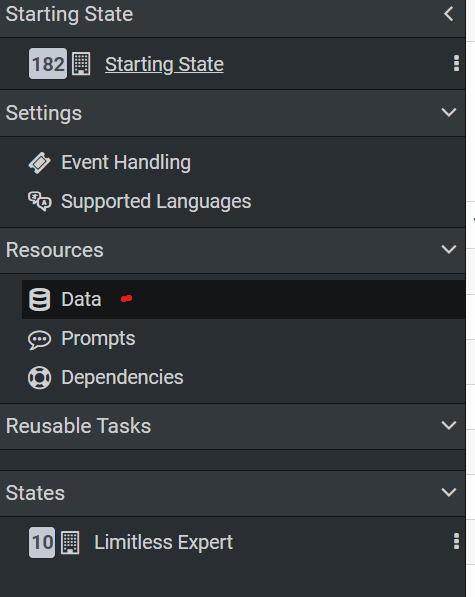 Starting State
182 Starting State
Settings
Event Handling
Supported Languages
Resources
Data
Prompts
Dependencies
Reusable Tasks
States
10 Limitless Expert